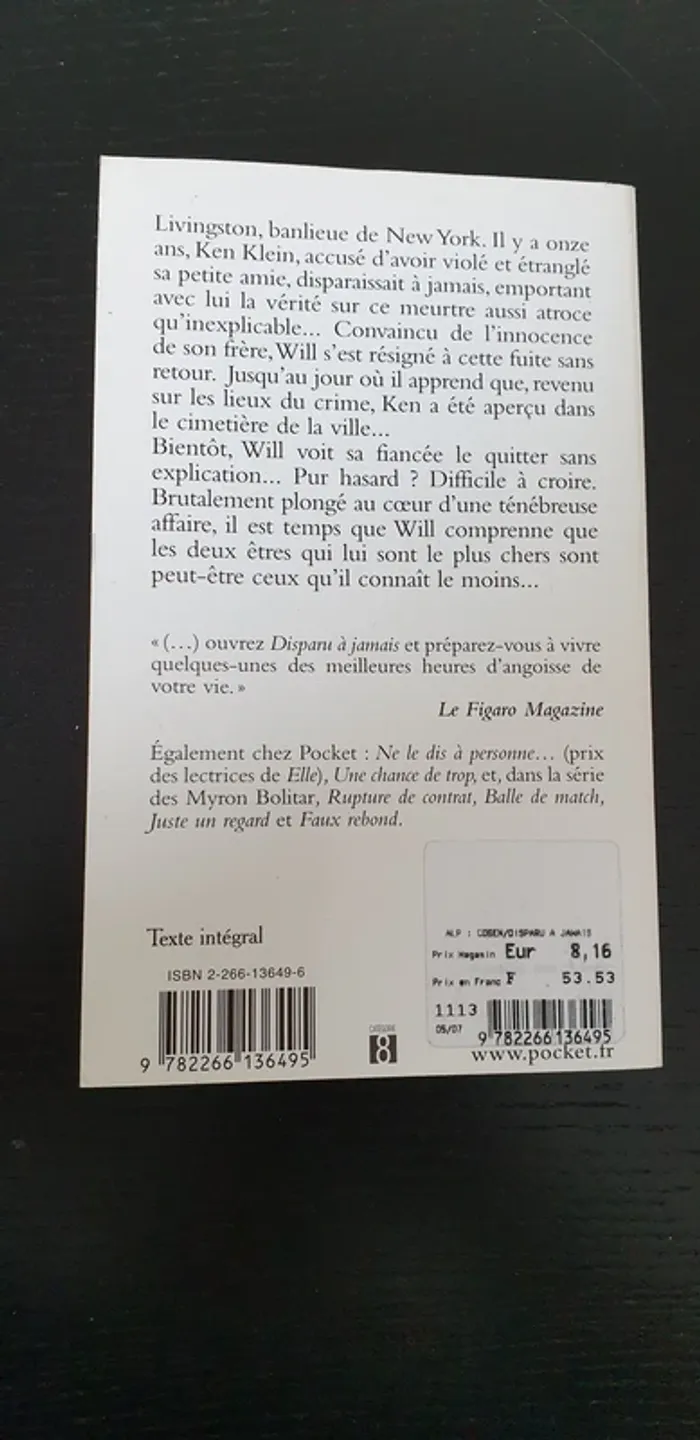 Livingston, banlieue de New York. Il y a onze
ans, Ken Klein, accusé d'avoir violé et étranglé
sa petite amie, disparaissait à jamais, emportant
avec lui la vérité sur ce meurtre aussi atroce
qu'inexplicable... Convaincu de l'innocence
de son frère, Will s'est résigné à cette fuite sans
retour. Jusqu'au jour où il apprend que, revenu
sur les lieux du crime, Ken a été aperçu dans
le cimetière de la ville...
Bientôt, Will voit sa fiancée le quitter sans
explication... Pur hasard ? Difficile à croire.
Brutalement plongé au cœur d'une ténébreuse
affaire, il est temps que Will comprenne que
les deux êtres qui lui sont le plus chers sont
peut-être ceux qu'il connaît le moins...
« (...) ouvrez Disparu à jamais et préparez-vous à vivre
quelques-unes des meilleures heures d'angoisse de
votre vie. »
Le Figaro Magazine
Également chez Pocket : Ne le dis à personne... (prix
des lectrices de Elle), Une chance de trop, et, dans la série
des Myron Bolitar, Rupture de contrat, Balle de match,
Juste un regard et Faux rebond.
Texte intégral
ISBN 2-266-13649-6
9 782266 136495
CATÉGORIE
8
ALP : COBEN/DISPARU A JAMAIS
Prix Magasin Eur 8,16
Prix en Franc F 53.53
1113
05/07
9 782266 136495
www.pocket.fr